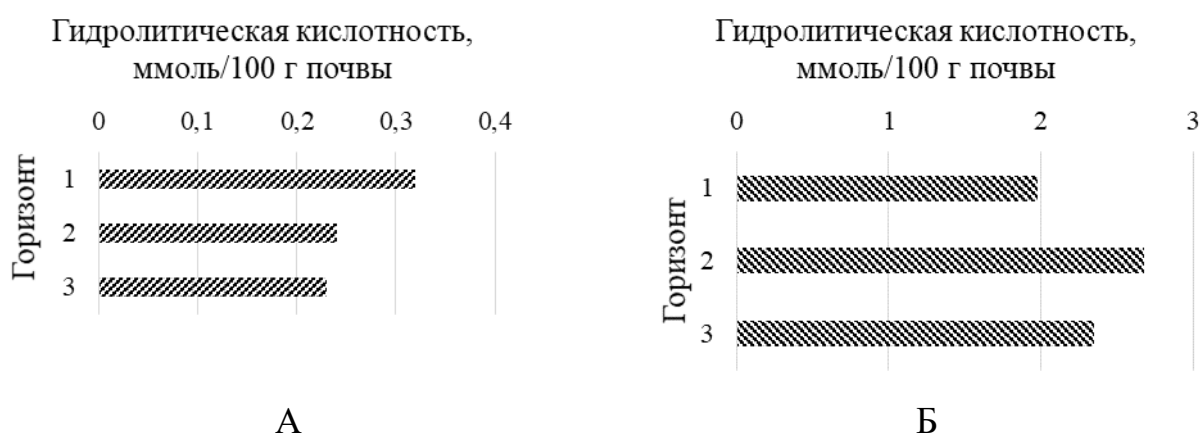 Гидролитическая кислотность,
ммоль/100 г почвы
0 0,1 0,2 0,3 0,4
Горизонт
1
2
3
А
Гидролитическая кислотность,
ммоль/100 г почвы
0 1 2 3
Горизонт
1
2
3
Б